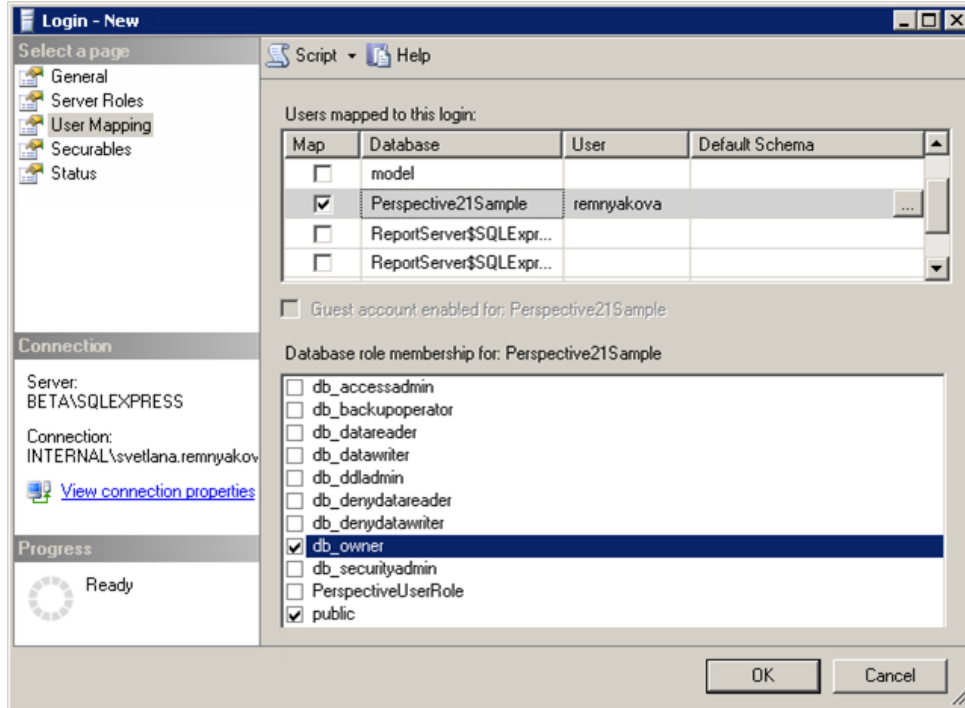 Login - New
Select a page
General
Server Roles
User Mapping
Securables
Status
Script Help
Users mapped to this login:
Map Database User Default Schema
model
Perspective21Sample remnyakova ...
ReportServer$SQLExpr...
ReportServer$SQLExpr...
Guest account enabled for: Perspective21Sample
Database role membership for: Perspective21Sample
db_accessadmin
db_backupoperator
db_datareader
db_datawriter
db_ddladmin
db_denydatareader
db_denydatawriter
db_owner
db_securityadmin
PerspectiveUserRole
public
Connection
Server:
BETA\SQLEXPRESS
Connection:
INTERNAL\svetlana.remnyakov
View connection properties
Progress
Ready
OK Cancel